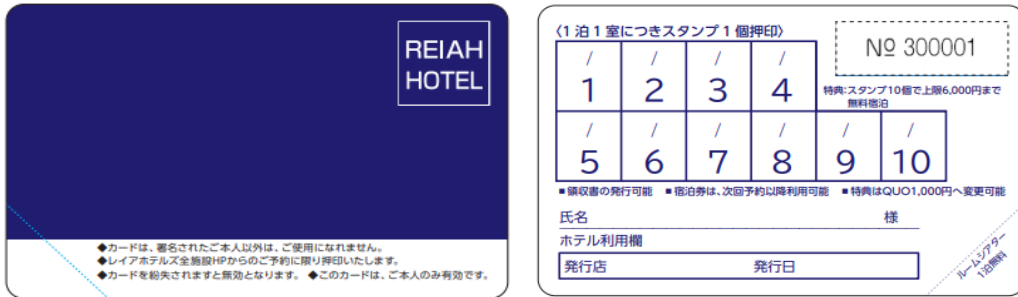 REIAH
HOTEL
◆カードは、署名されたご本人以外は、ご使用になれません。
◆レイアホテルズ全施設HPからのご予約に限り押印いたします。
◆カードを紛失されますと無効となります。 ◆このカードは、ご本人のみ有効です。
〈1泊1室につきスタンプ1個押印〉
№ 300001
/ / / /
1 2 3 4
特典:スタンプ10個で上限6,000円まで
無料宿泊
/ / / / / /
5 6 7 8 9 10
■領収書の発行可能 ■宿泊券は、次回予約以降利用可能 ■特典はQUO1,000円へ変更可能
氏名 様
ホテル利用欄
発行店 発行日
ルームシアター
1泊無料